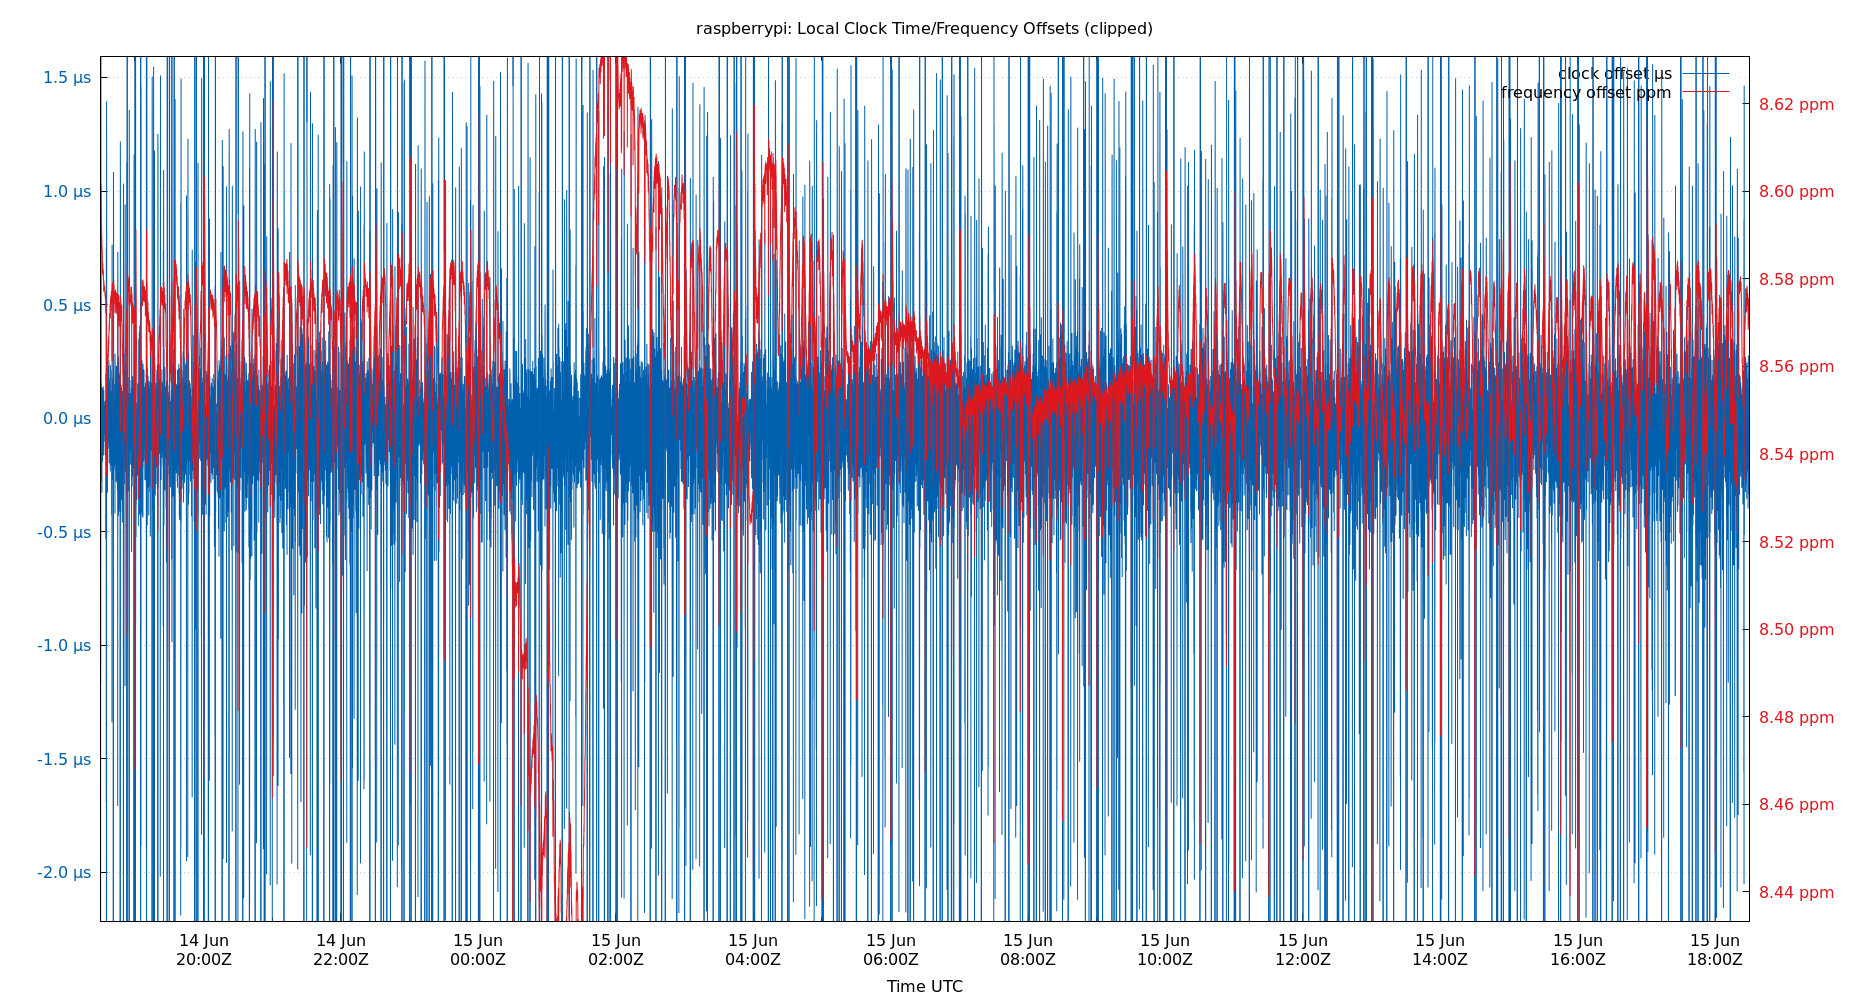 raspberrypi: Local Clock Time/Frequency Offsets (clipped)
clock offset µs
frequency offset ppm
1.5 µs
1.0 µs
0.5 µs
0.0 µs
-0.5 µs
-1.0 µs
-1.5 µs
-2.0 µs
8.62 ppm
8.60 ppm
8.58 ppm
8.56 ppm
8.54 ppm
8.52 ppm
8.50 ppm
8.48 ppm
8.46 ppm
8.44 ppm
14 Jun 14 Jun 15 Jun 15 Jun 15 Jun 15 Jun 15 Jun 15 Jun 15 Jun 15 Jun 15 Jun 15 Jun
20:00Z 22:00Z 00:00Z 02:00Z 04:00Z 06:00Z 08:00Z 10:00Z 12:00Z 14:00Z 16:00Z 18:00Z
Time UTC